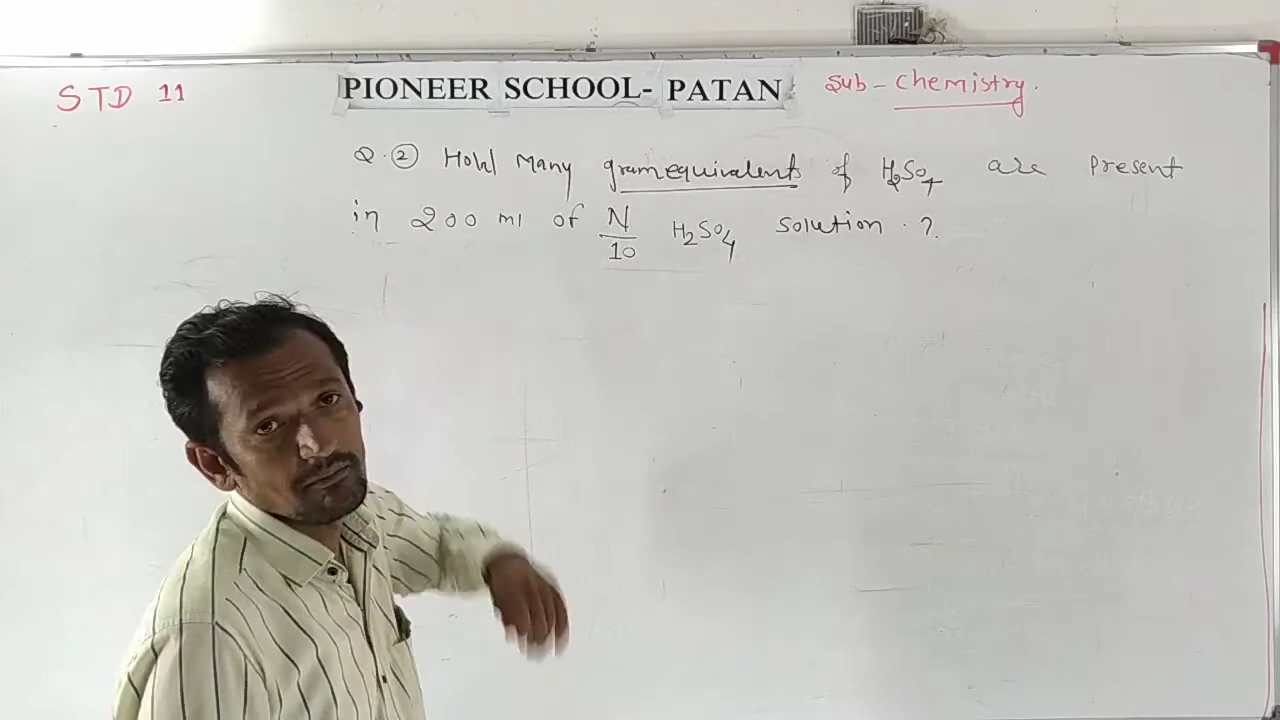 STD 11
PIONEER SCHOOL- PATAN
Sub - Chemistry.
Q. ② How Many gramequivalents of H₂SO₄ are Present
in 200 ml of N/10 H₂SO₄ Solution . ?